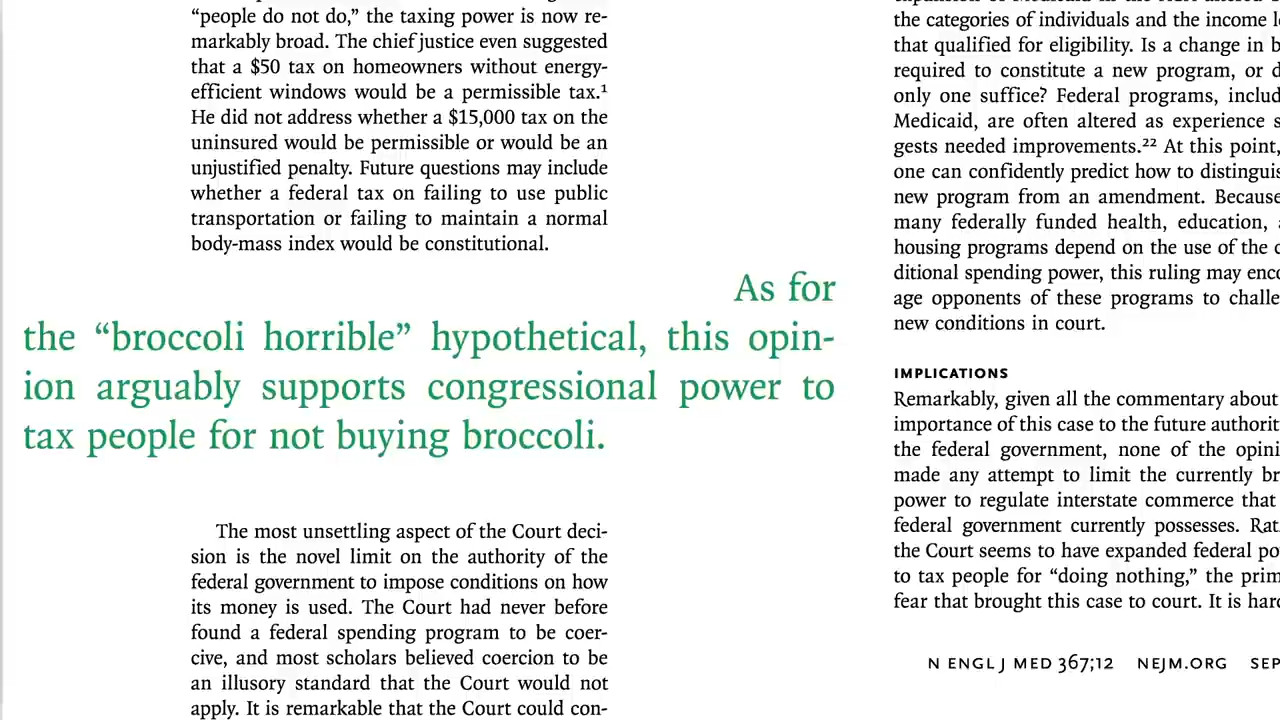 “people do not do,” the taxing power is now re-
markably broad. The chief justice even suggested
that a $50 tax on homeowners without energy-
efficient windows would be a permissible tax.¹
He did not address whether a $15,000 tax on the
uninsured would be permissible or would be an
unjustified penalty. Future questions may include
whether a federal tax on failing to use public
transportation or failing to maintain a normal
body-mass index would be constitutional.
As for
the “broccoli horrible” hypothetical, this opin-
ion arguably supports congressional power to
tax people for not buying broccoli.
The most unsettling aspect of the Court deci-
sion is the novel limit on the authority of the
federal government to impose conditions on how
its money is used. The Court had never before
found a federal spending program to be coer-
cive, and most scholars believed coercion to be
an illusory standard that the Court would not
apply. It is remarkable that the Court could con-
the categories of individuals and the income
that qualified for eligibility. Is a change in
required to constitute a new program, or
only one suffice? Federal programs,
Medicaid, are often altered as experience
gests needed improvements.²² At this point,
one can confidently predict how to
new program from an amendment. Because
many federally funded health, education,
housing programs depend on the use of the
ditional spending power, this ruling may
age opponents of these programs to
new conditions in court.
IMPLICATIONS
Remarkably, given all the commentary about
importance of this case to the future
the federal government, none of the
made any attempt to limit the currently
power to regulate interstate commerce that
federal government currently possesses.
the Court seems to have expanded federal
to tax people for “doing nothing,” the
fear that brought this case to court. It is
N ENGL J MED 367;12 NEJM.ORG SEP